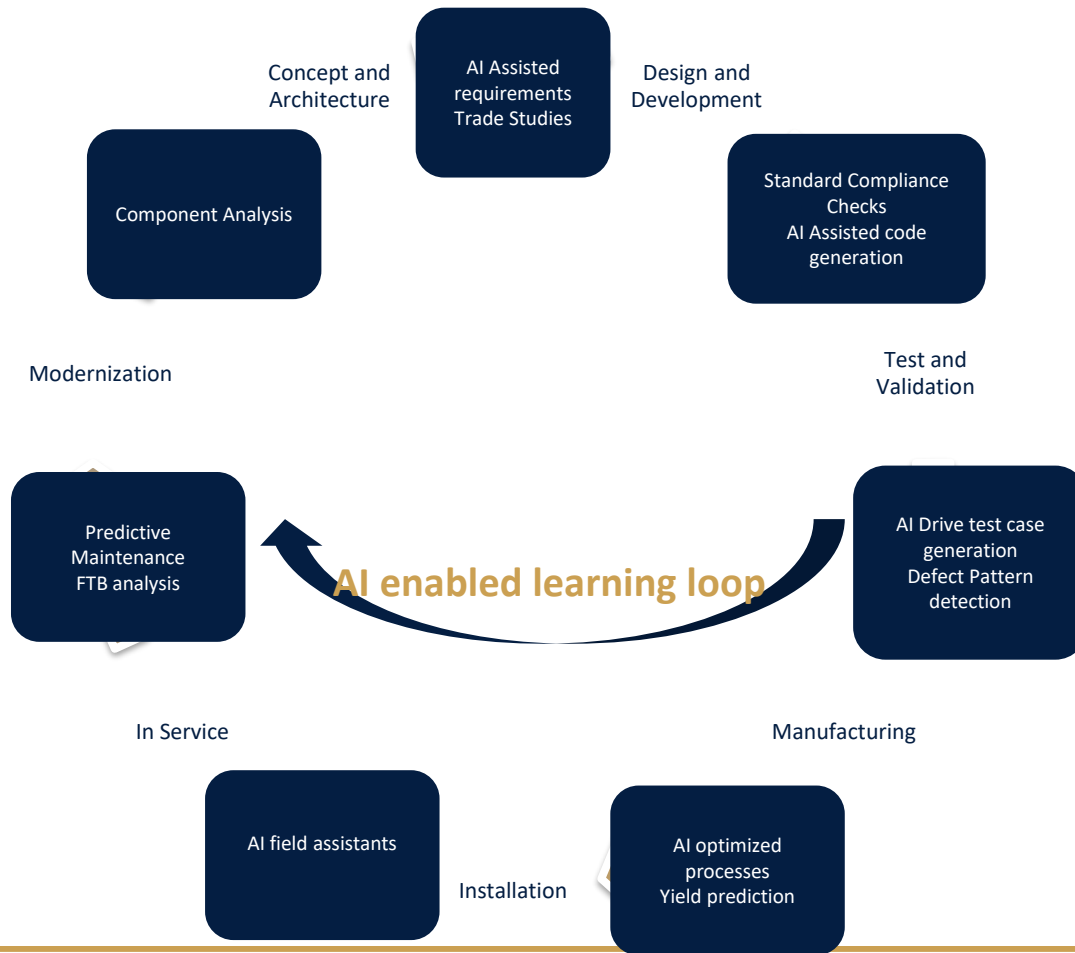 Concept and
Architecture
AI Assisted
requirements
Trade Studies
Design and
Development
Component Analysis
Standard Compliance
Checks
AI Assisted code
generation
Modernization
Test and
Validation
Predictive
Maintenance
FTB analysis
AI enabled learning loop
AI Drive test case
generation
Defect Pattern
detection
In Service
Manufacturing
AI field assistants
Installation
AI optimized
processes
Yield prediction